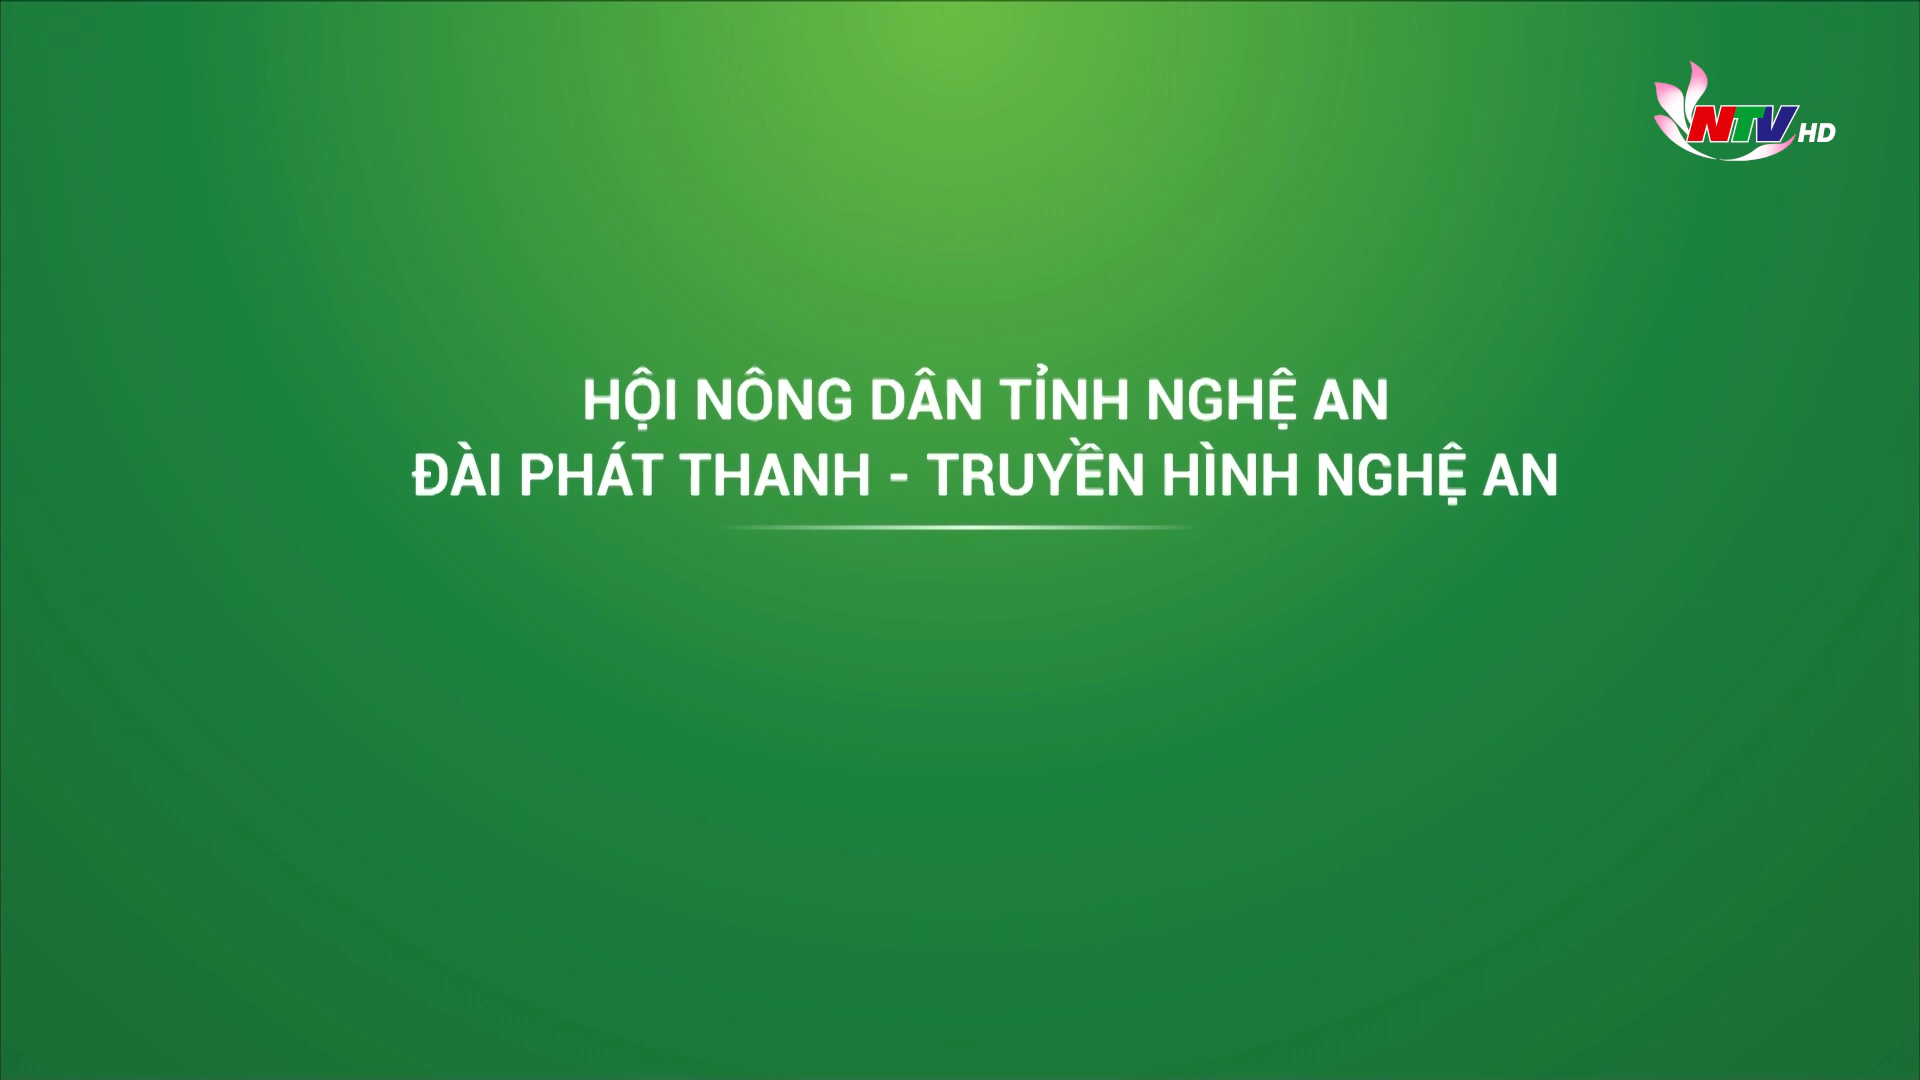 NTV HD
HỘI NÔNG DÂN TỈNH NGHỆ AN
ĐÀI PHÁT THANH - TRUYỀN HÌNH NGHỆ AN